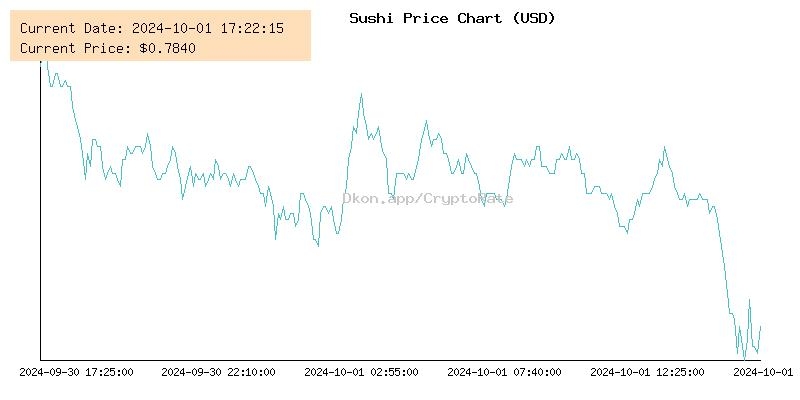 Sushi Price Chart (USD)
Current Date: 2024-10-01 17:22:15
Current Price: $0.7840
Dkon.app/CryptoRate
2024-09-30 17:25:00 2024-09-30 22:10:00 2024-10-01 02:55:00 2024-10-01 07:40:00 2024-10-01 12:25:00 2024-10-01